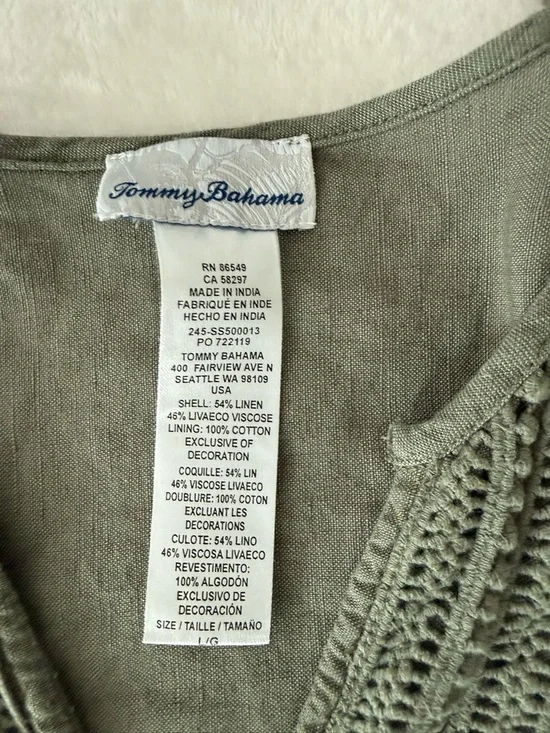 Tommy Bahama
RN 86549
CA 58297
MADE IN INDIA
FABRIQUÉ EN INDE
HECHO EN INDIA
245-SS500013
PO 722119
TOMMY BAHAMA
400 FAIRVIEW AVE N
SEATTLE WA 98109
USA
SHELL: 54% LINEN
46% LIVAECO VISCOSE
LINING: 100% COTTON
EXCLUSIVE OF
DECORATION
COQUILLE: 54% LIN
46% VISCOSE LIVAECO
DOUBLURE: 100% COTON
EXCLUANT LES
DECORATIONS
CULOTE: 54% LINO
46% VISCOSA LIVAECO
REVESTIMENTO:
100% ALGODÓN
EXCLUSIVO DE
DECORACIÓN
SIZE / TAILLE / TAMAÑO
L/G